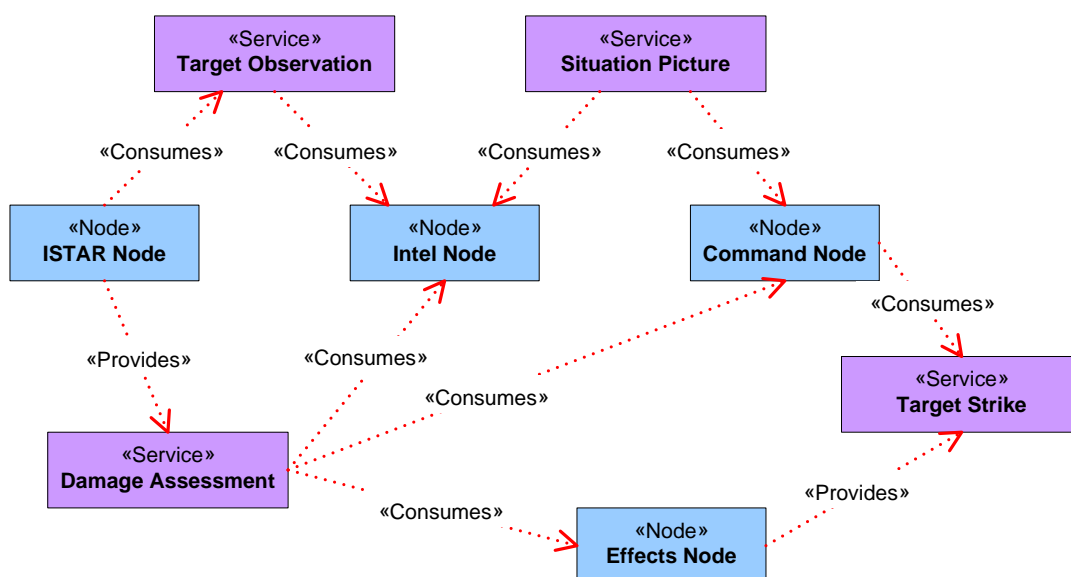 «Service»
Target Observation
«Service»
Situation Picture
«Consumes»
«Consumes»
«Consumes»
«Consumes»
«Node»
ISTAR Node
«Node»
Intel Node
«Node»
Command Node
«Consumes»
«Provides»
«Consumes»
«Consumes»
«Service»
Target Strike
«Service»
Damage Assessment
«Provides»
«Consumes»
«Node»
Effects Node